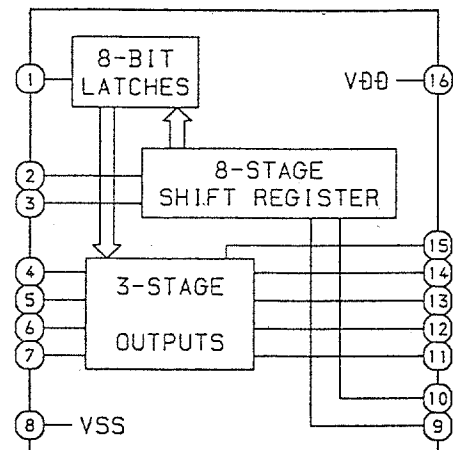 8-BIT
LATCHES
1
VDD
16
2
3
8-STAGE
SHIFT REGISTER
15
4
14
5
3-STAGE
13
6
12
7
OUTPUTS
11
10
8
VSS
9